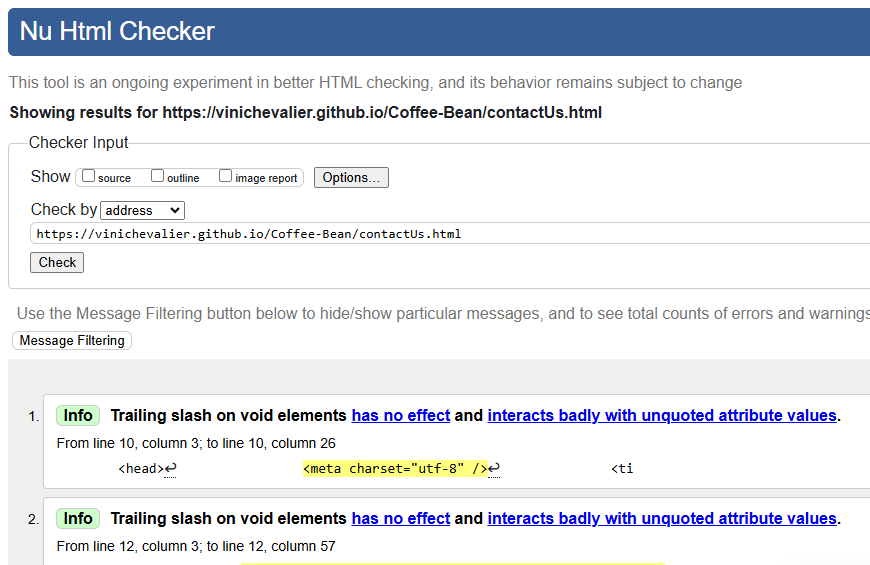 Nu Html Checker
This tool is an ongoing experiment in better HTML checking, and its behavior remains subject to change
Showing results for https://vinichevalier.github.io/Coffee-Bean/contactUs.html
Checker Input
Show source outline image report Options...
Check by address
https://vinichevalier.github.io/Coffee-Bean/contactUs.html
Check
Use the Message Filtering button below to hide/show particular messages, and to see total counts of errors and warnings
Message Filtering
1. Info Trailing slash on void elements has no effect and interacts badly with unquoted attribute values.
From line 10, column 3; to line 10, column 26
<head>↩ <meta charset="utf-8" />↩ <ti
2. Info Trailing slash on void elements has no effect and interacts badly with unquoted attribute values.
From line 12, column 3; to line 12, column 57